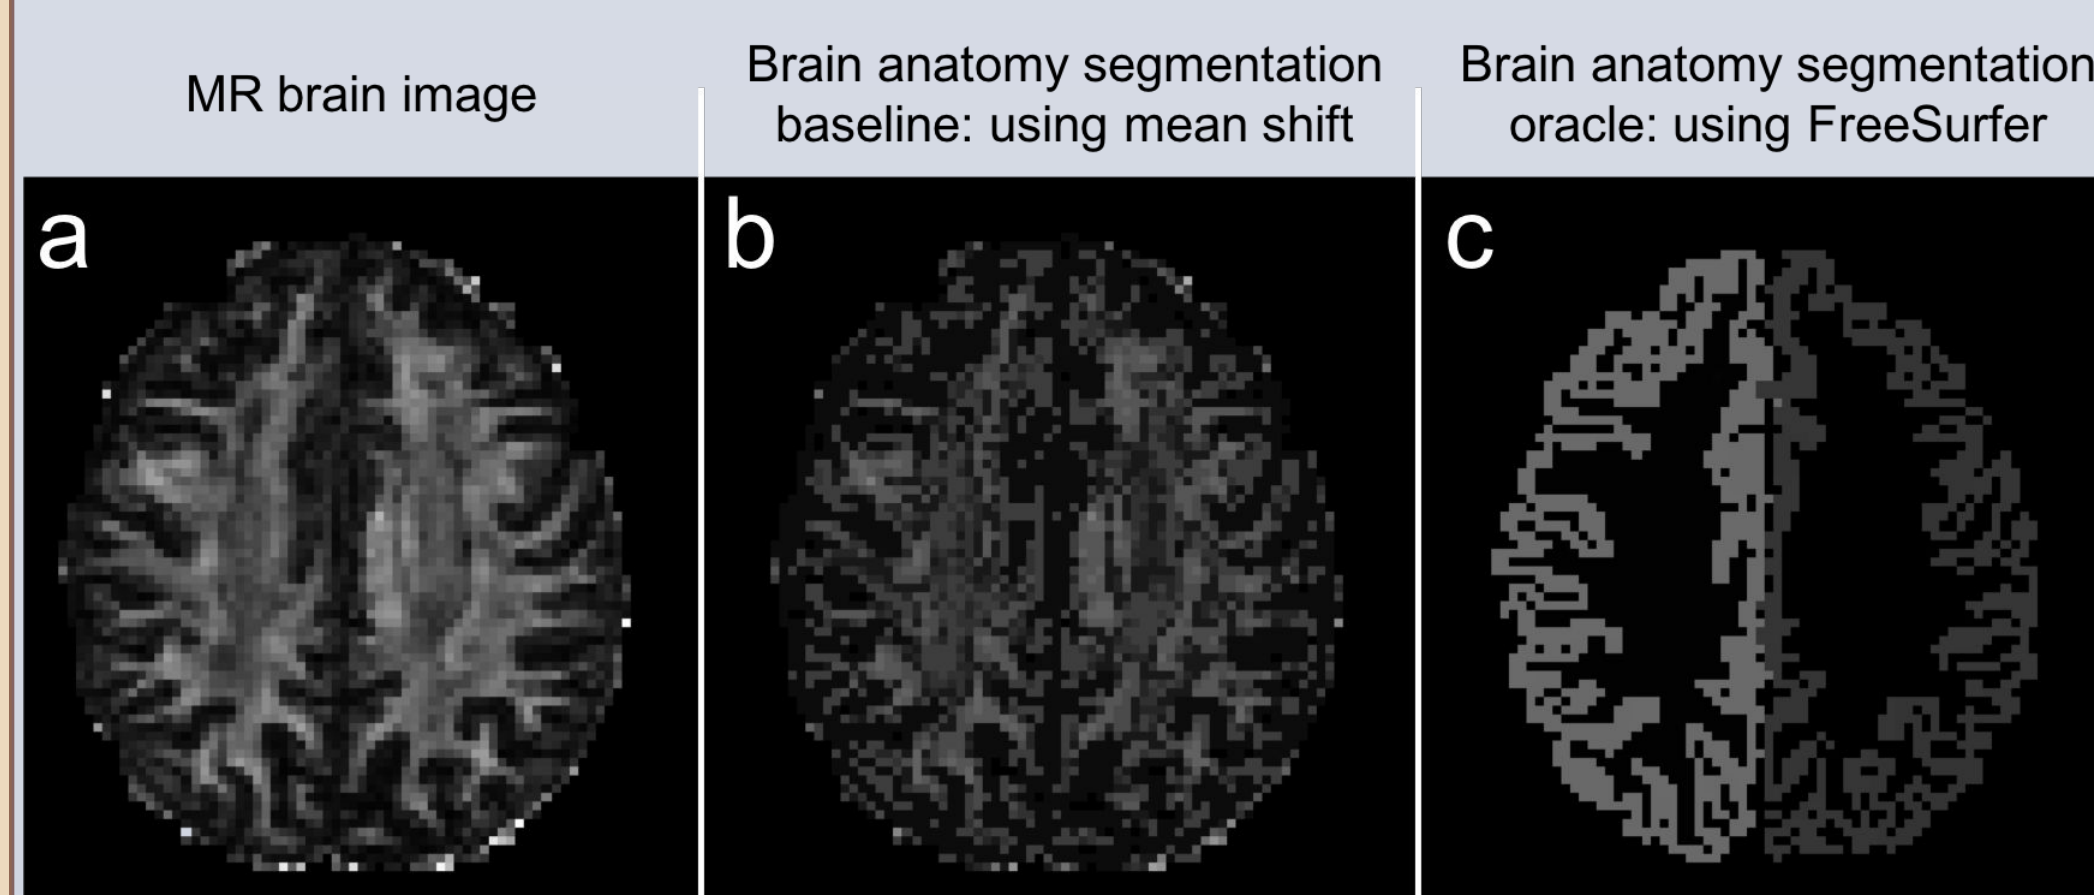 MR brain image
Brain anatomy segmentation
baseline: using mean shift
Brain anatomy segmentation
oracle: using FreeSurfer
a
b
c